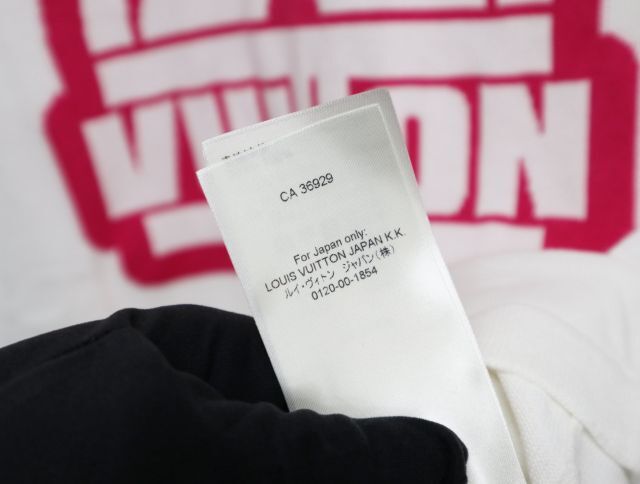 VUITTON
CA 36929
For Japan only:
LOUIS VUITTON JAPAN K.K.
ルイ・ヴィトン ジャパン(株)
0120-00-1854